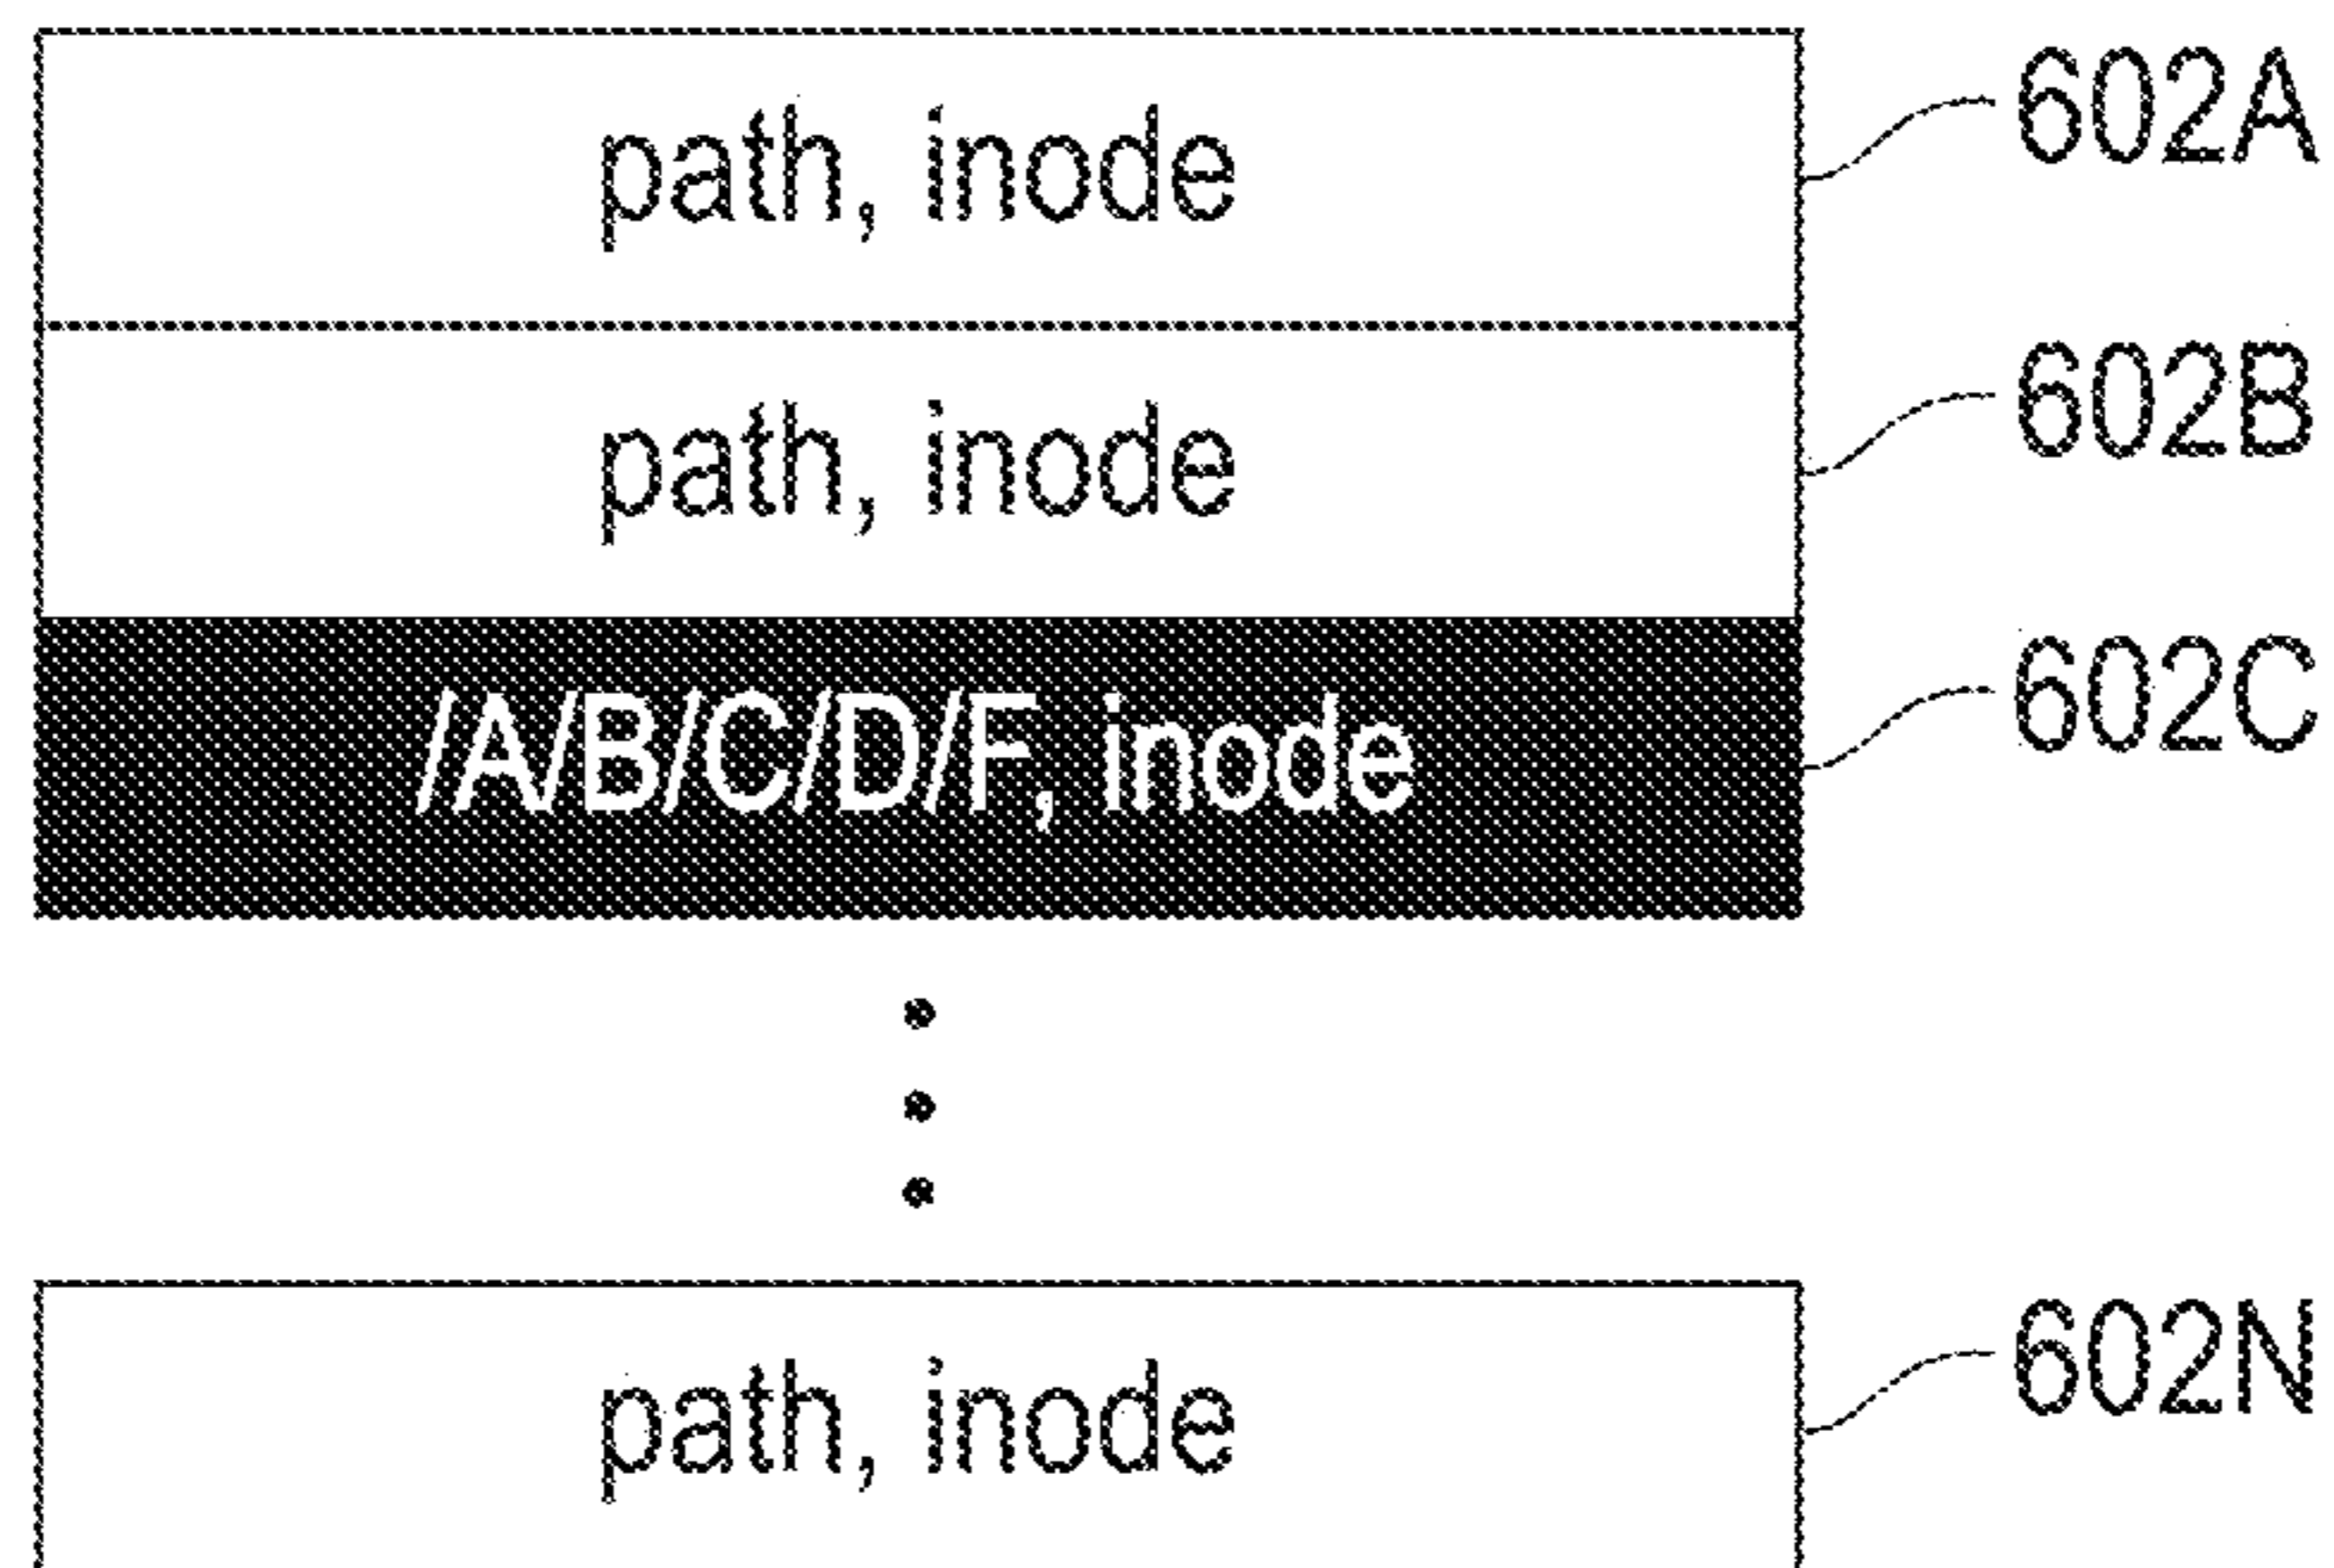 path, inode 602A
path, inode 602B
/A/B/C/D/F, inode 602C
path, inode 602N